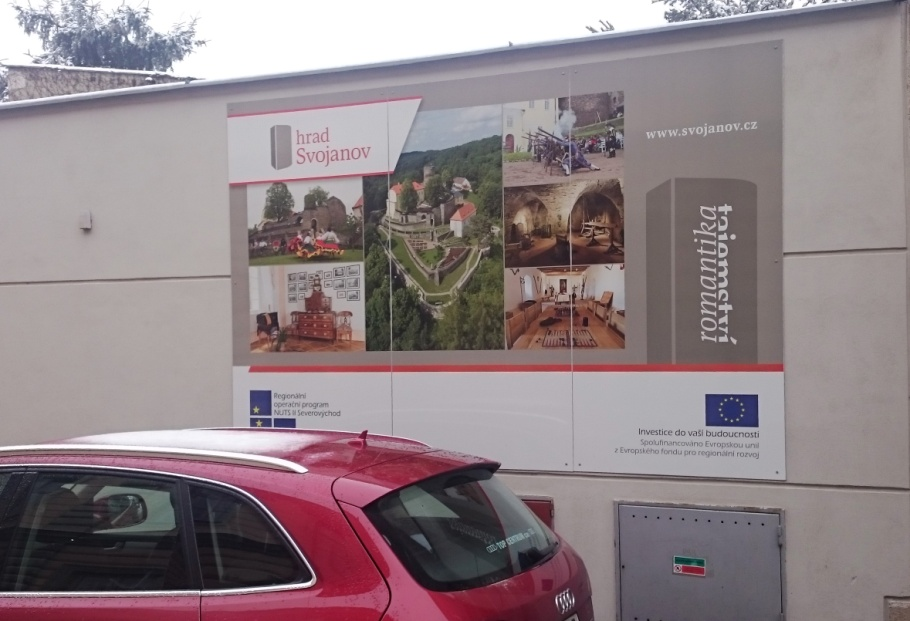 hrad
Svojanov
www.svojanov.cz
romantika
tajemství
Regionální
operační program
NUTS II Severovýchod
Investice do vaší budoucnosti
Spolufinancováno Evropskou unií
z Evropského fondu pro regionální rozvoj